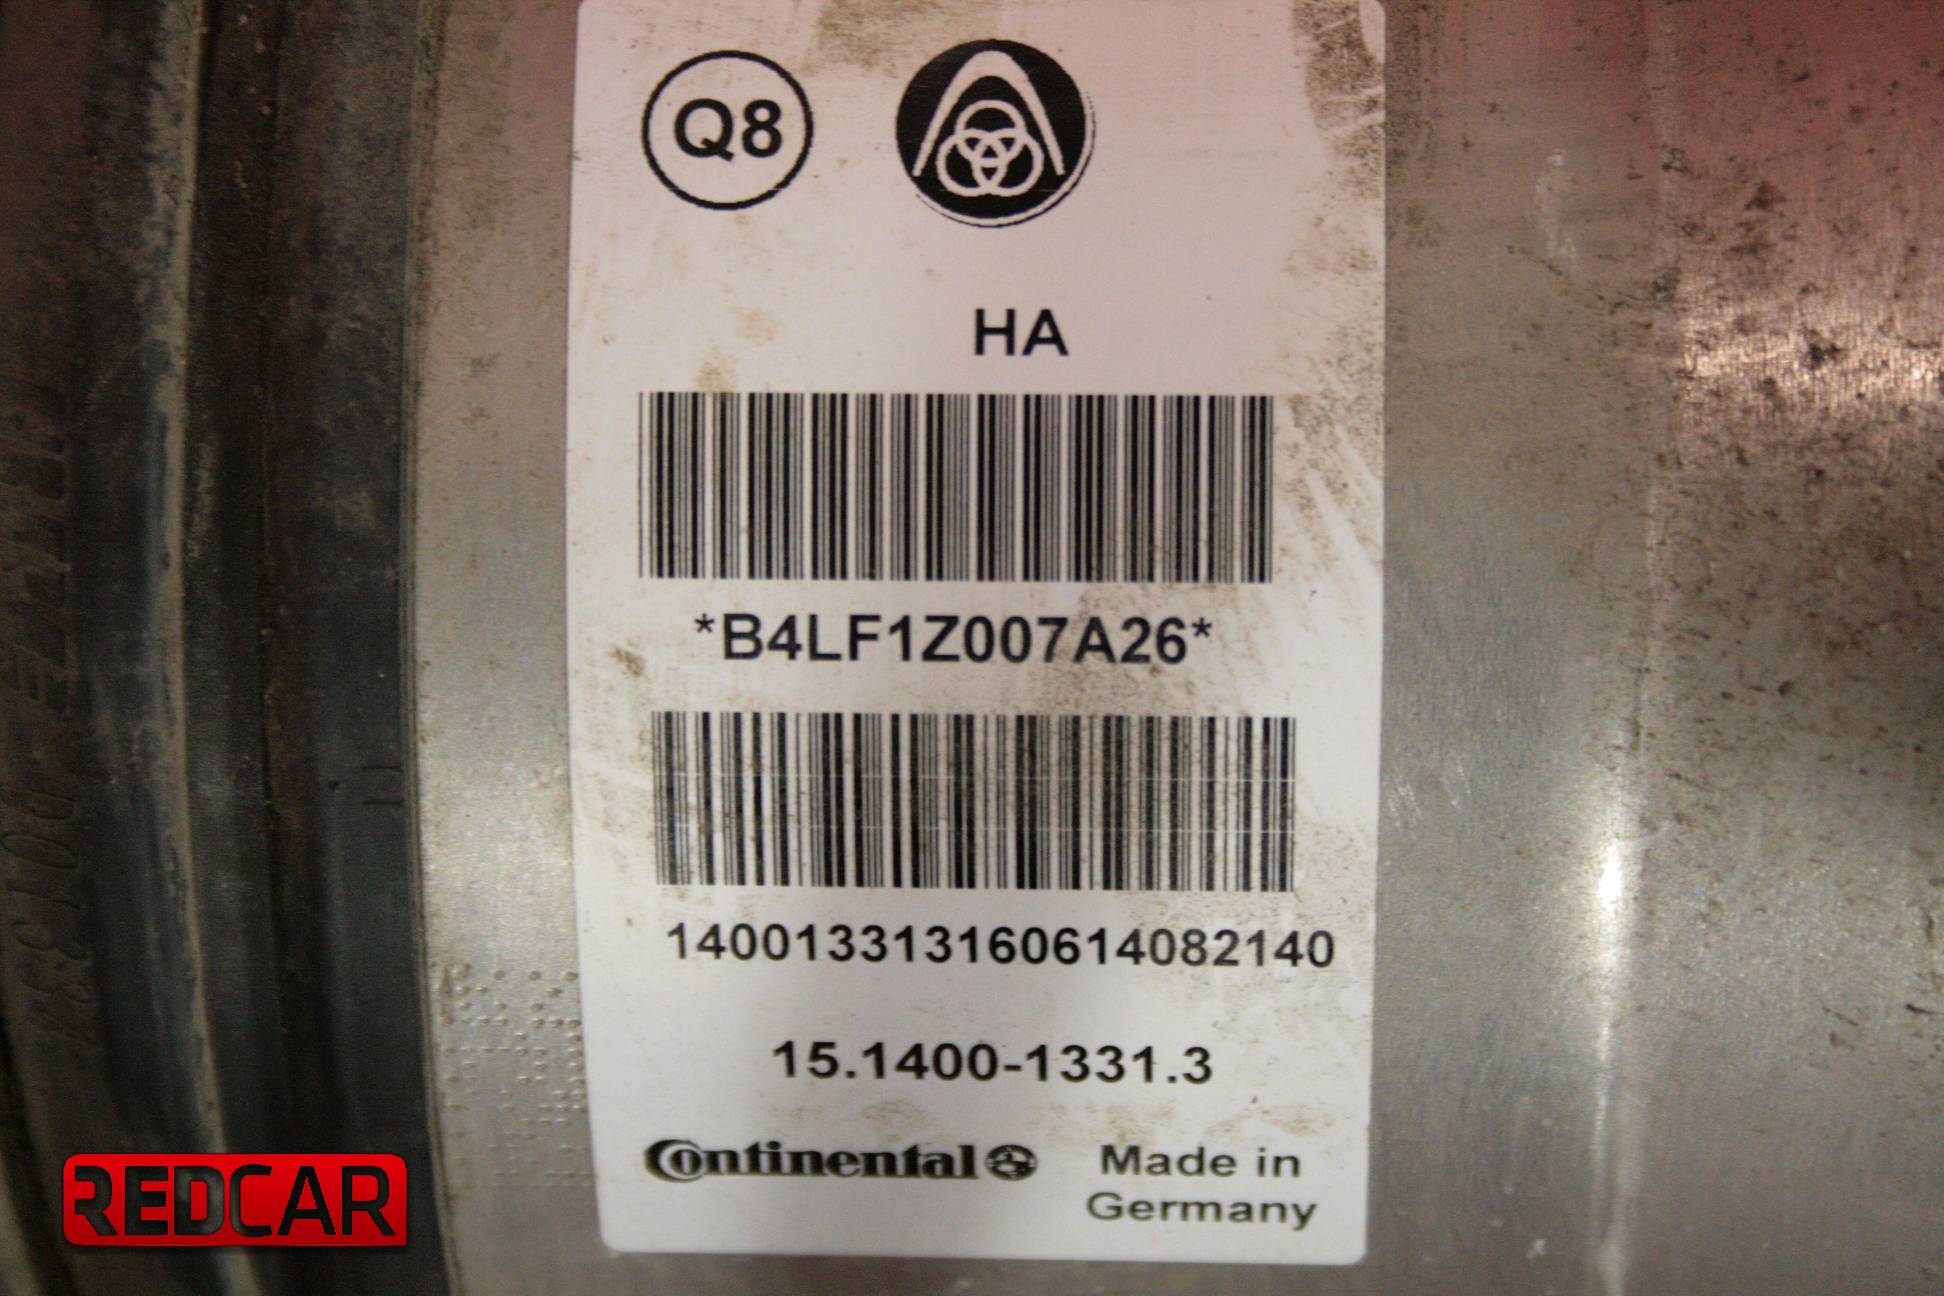 Q8
HA
*B4LF1Z007A26*
140013313160614082140
15.1400-1331.3
Continental
Made in
Germany
REDCAR